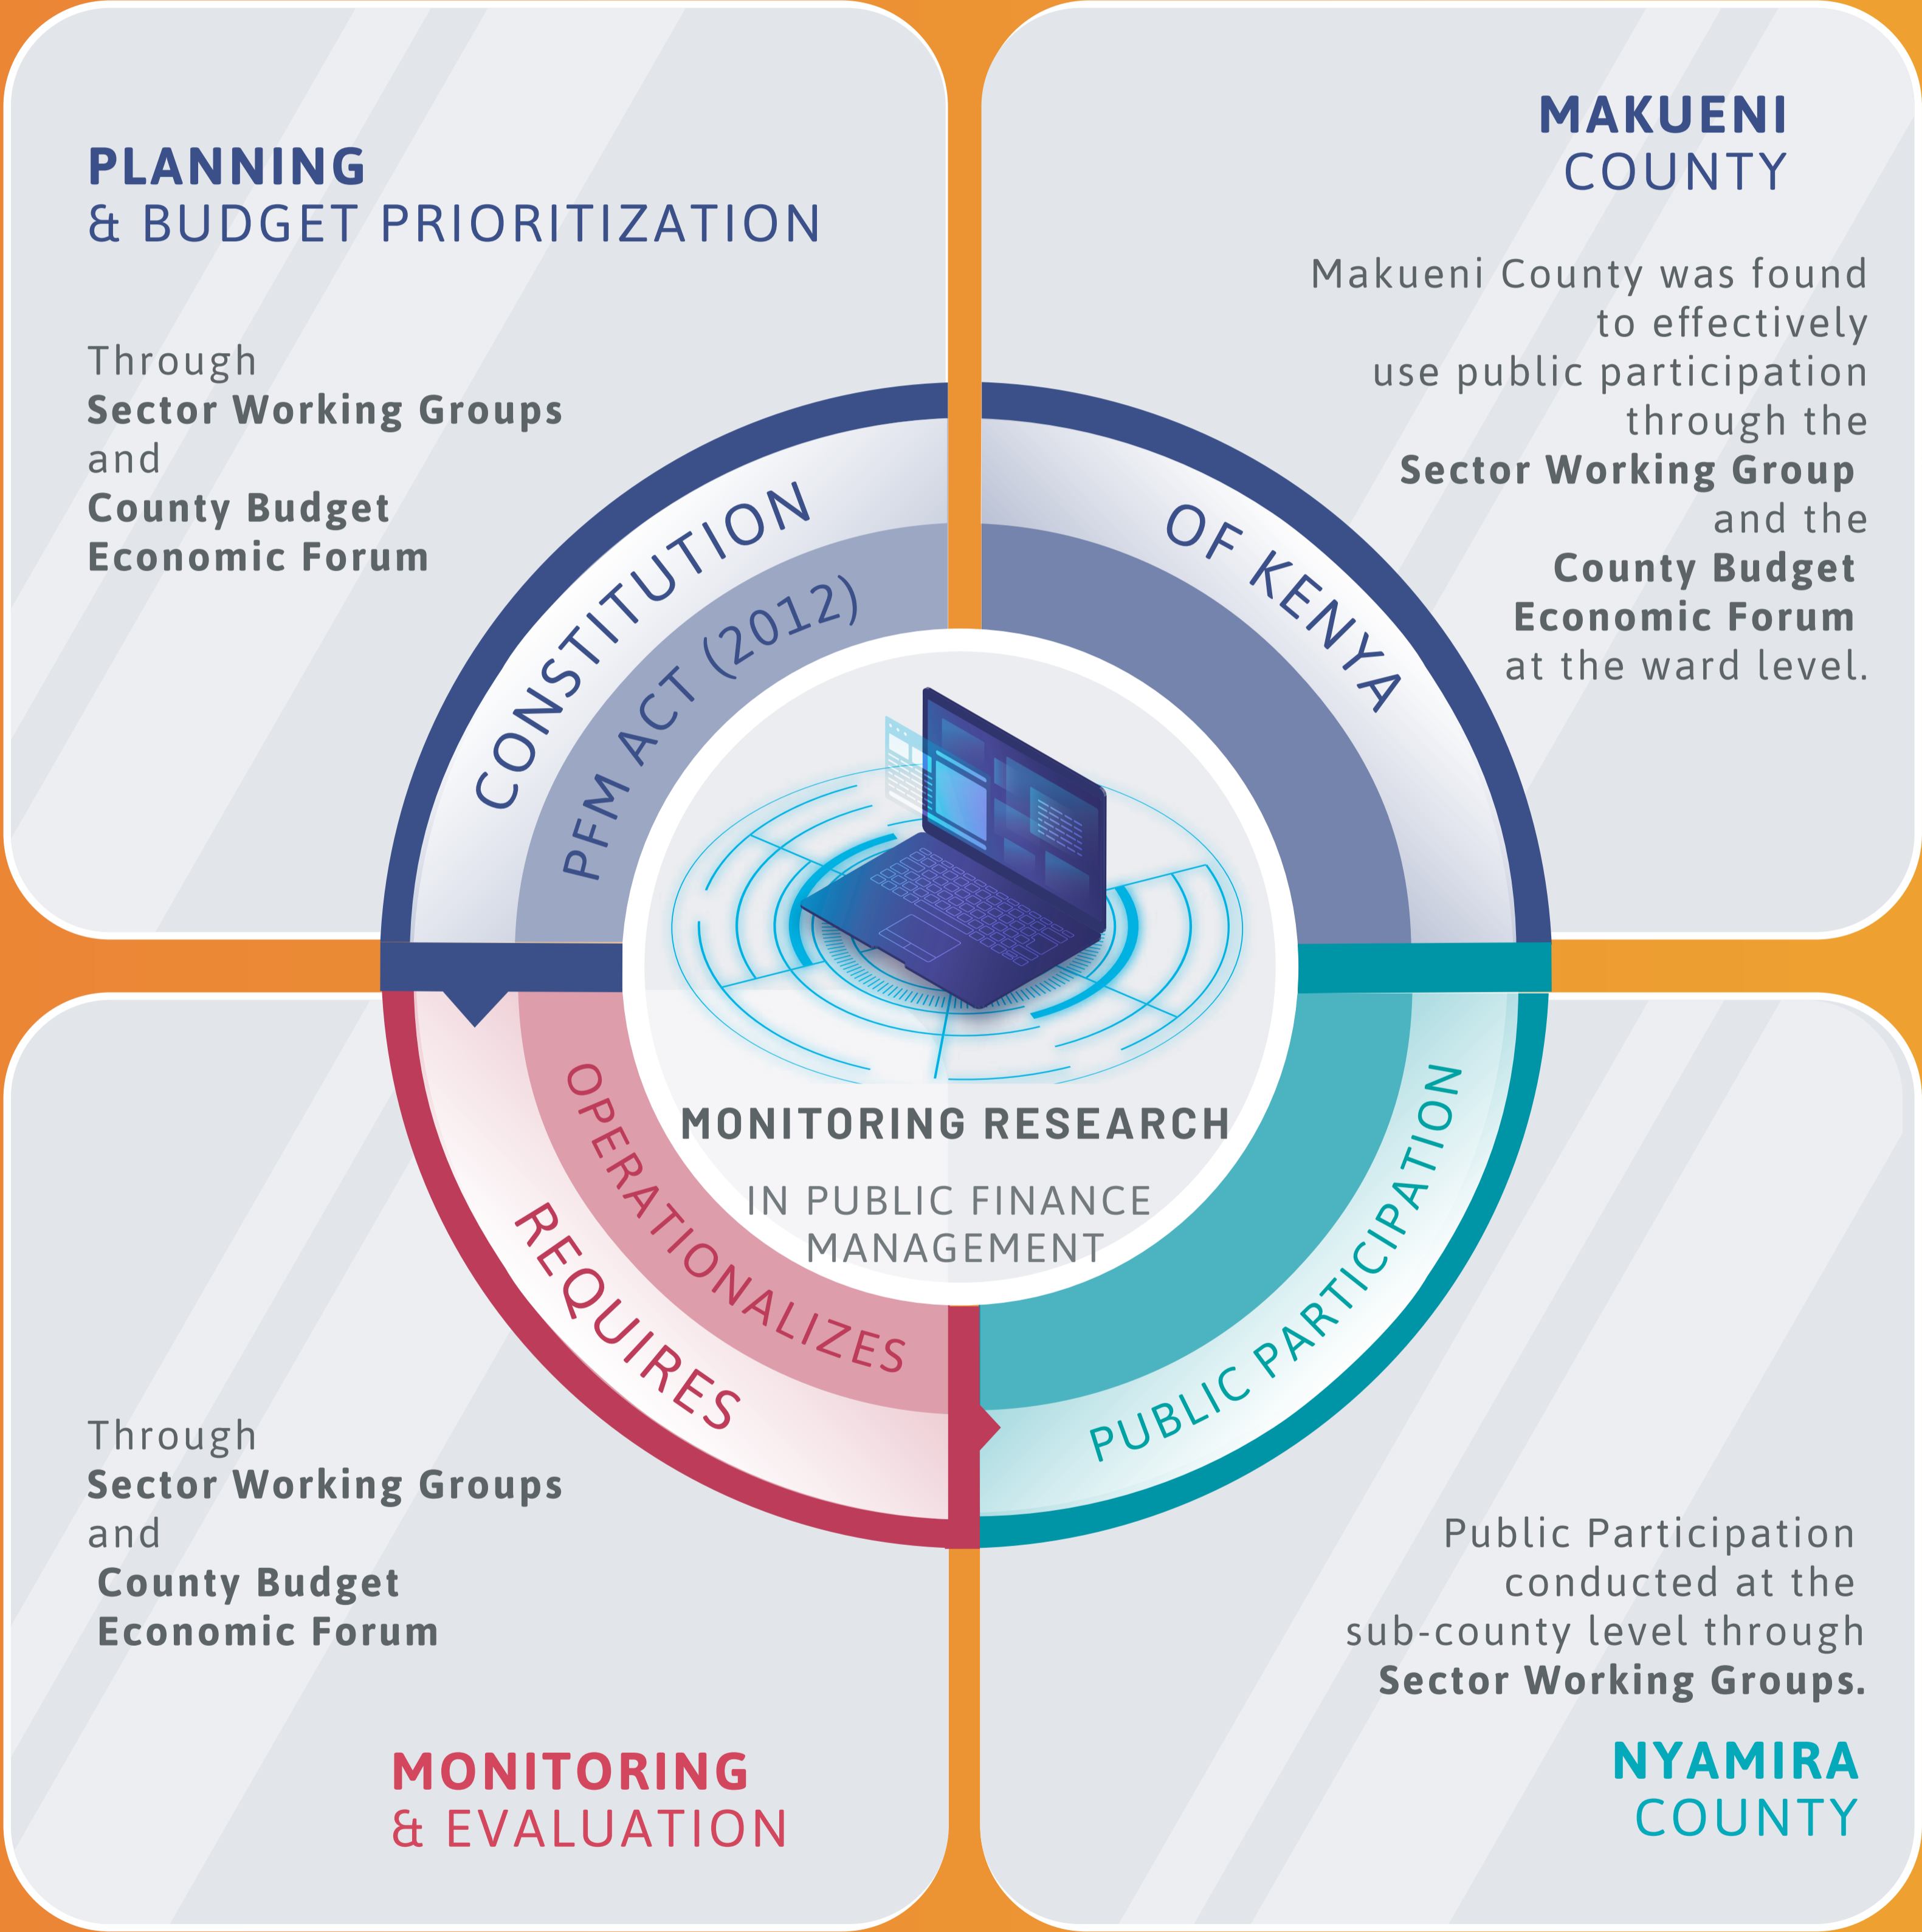 PLANNING
& BUDGET PRIORITIZATION
Through
Sector Working Groups
and
County Budget
Economic Forum
MAKUENI
COUNTY
Makueni County was found
to effectively
use public participation
through the
Sector Working Group
and the
County Budget
Economic Forum
at the ward level.
CONSTITUTION
OF KENYA
PFM ACT (2012)
REQUIRES
OPERATIONALIZES
PUBLIC PARTICIPATION
MONITORING RESEARCH
IN PUBLIC FINANCE
MANAGEMENT
Through
Sector Working Groups
and
County Budget
Economic Forum
MONITORING
& EVALUATION
Public Participation
conducted at the
sub-county level through
Sector Working Groups.
NYAMIRA
COUNTY